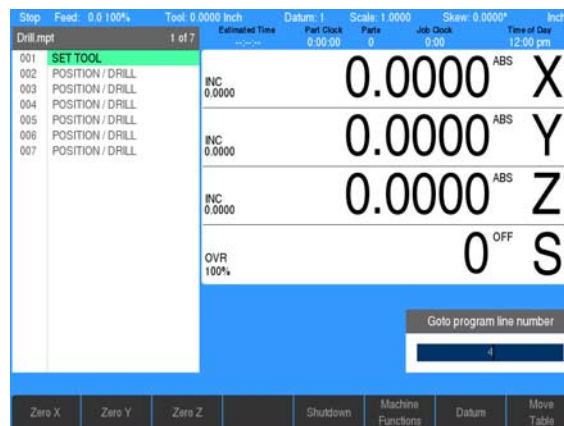 Stop Feed: 0.0 100% Tool: 0.0000 Inch Datum: 1 Scale: 1.0000 Skew: 0.0000° Inch
Drill.mpt 1 of 7
Estimated Time Part Clock Parts Job Clock Time of Day
--:--:-- 0:00:00 0 0:00 12:00 pm
001 SET TOOL
002 POSITION / DRILL
003 POSITION / DRILL
004 POSITION / DRILL
005 POSITION / DRILL
006 POSITION / DRILL
007 POSITION / DRILL
INC 0.0000 0.0000 ABS X
INC 0.0000 0.0000 ABS Y
INC 0.0000 0.0000 ABS Z
OVR 100% 0 OFF S
Goto program line number
4
Zero X Zero Y Zero Z Shutdown Machine Functions Datum Move Table